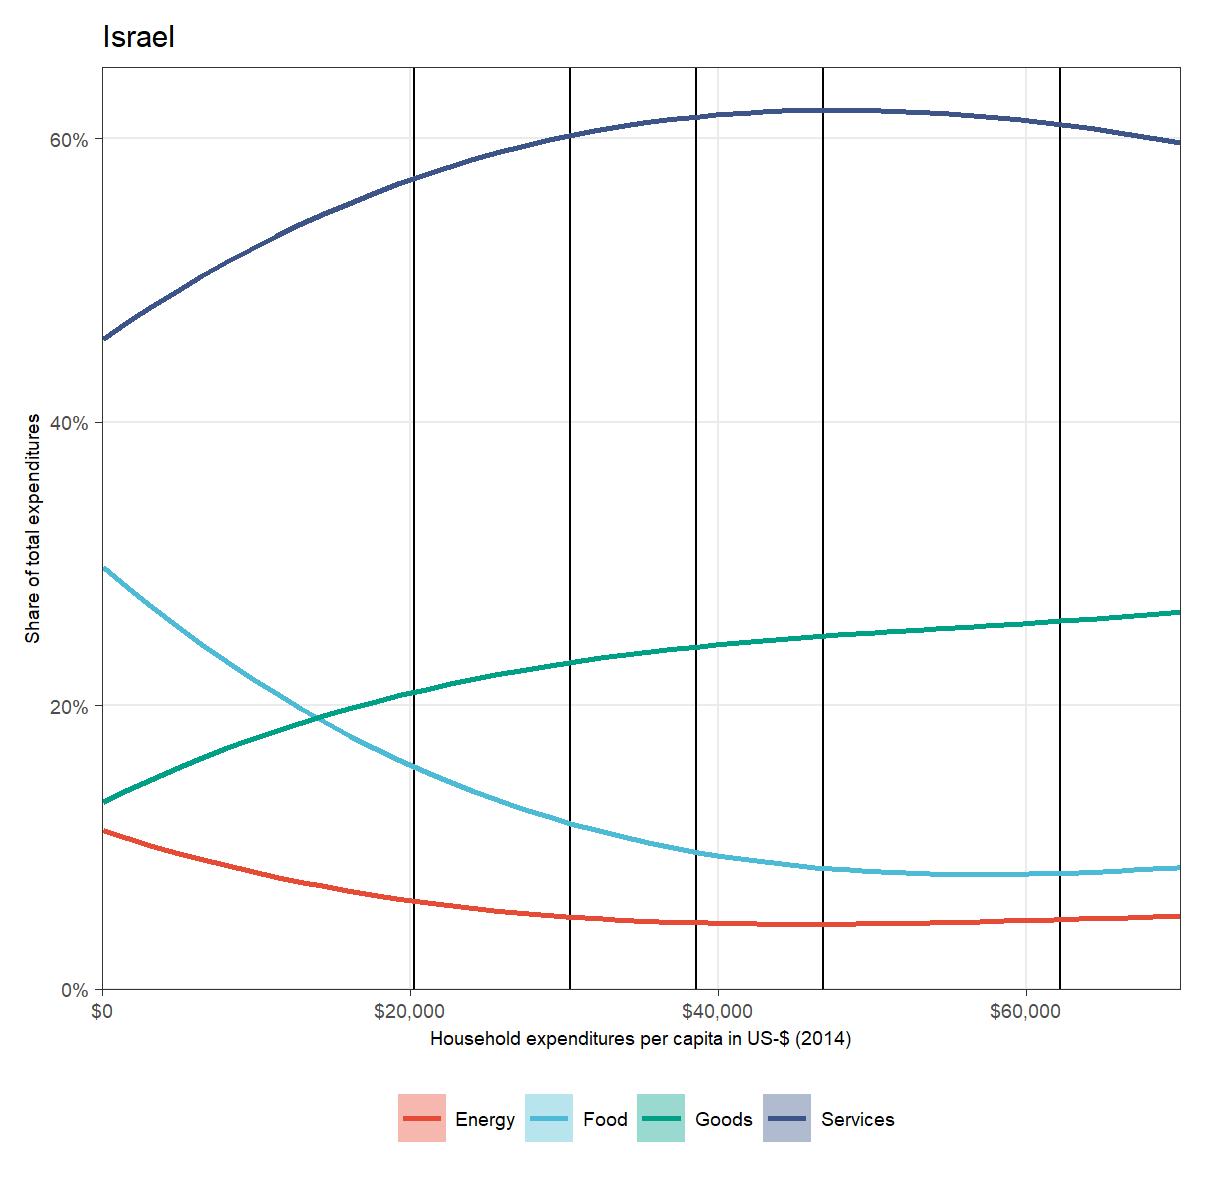 Israel
60%
40%
20%
0%
Share of total expenditures
$0 $20,000 $40,000 $60,000
Household expenditures per capita in US-$ (2014)
Energy Food Goods Services